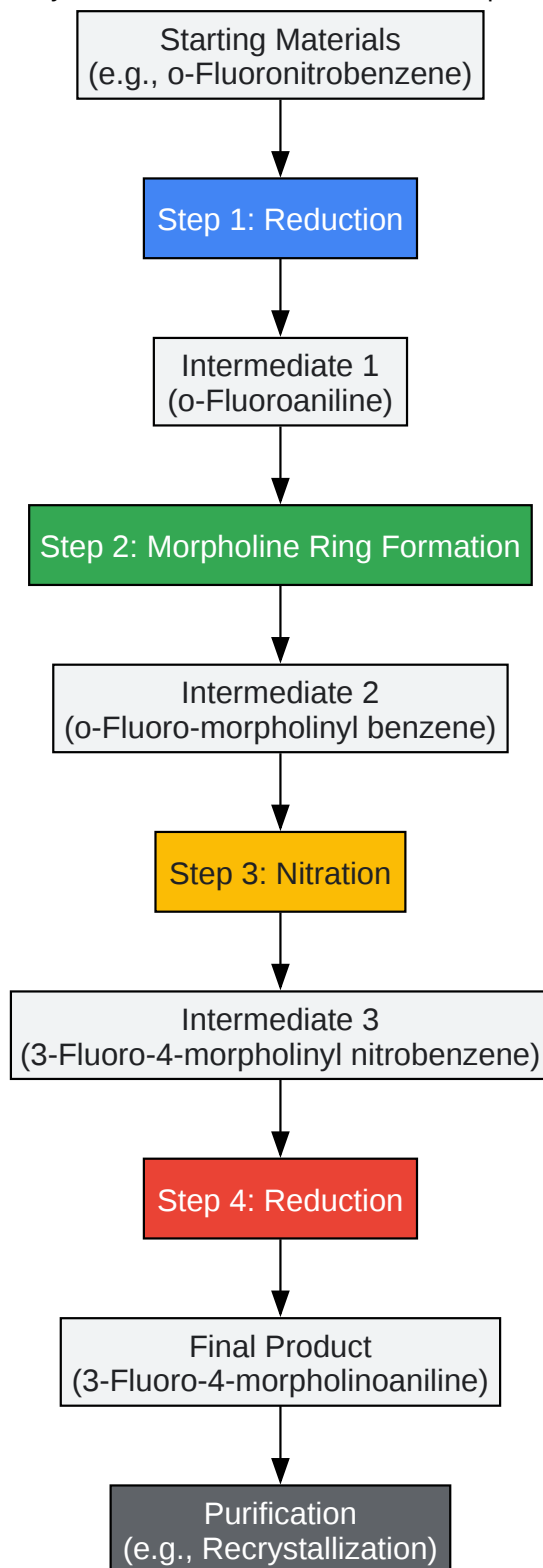 Starting Materials
(e.g., o-Fluoronitrobenzene)
Step 1: Reduction
Intermediate 1
(o-Fluoroaniline)
Step 2: Morpholine Ring Formation
Intermediate 2
(o-Fluoro-morpholinyl benzene)
Step 3: Nitration
Intermediate 3
(3-Fluoro-4-morpholinyl nitrobenzene)
Step 4: Reduction
Final Product
(3-Fluoro-4-morpholinoaniline)
Purification
(e.g., Recrystallization)